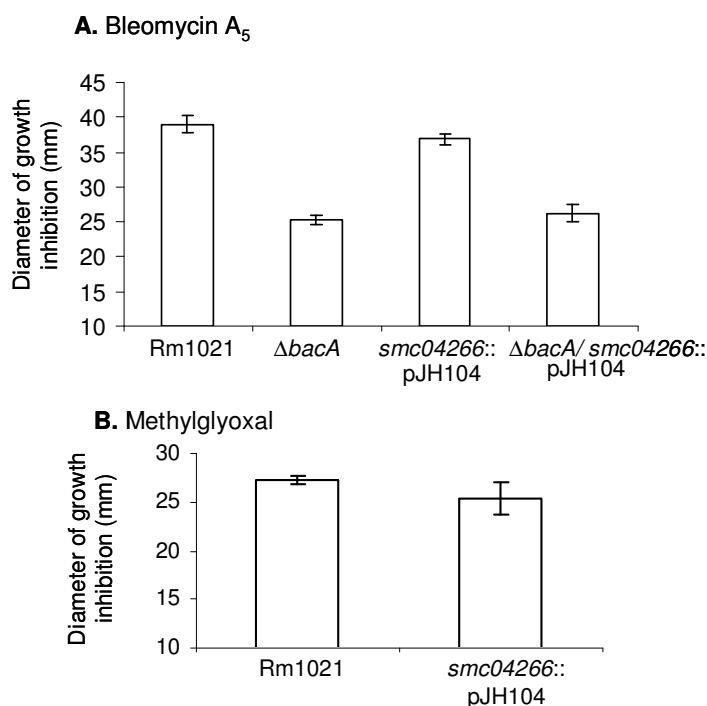 A. Bleomycin A5
Diameter of growth
inhibition (mm)
45
40
35
30
25
20
15
10
Rm1021
ΔbacA
smc04266::
pJH104
ΔbacA/ smc04266::
pJH104
B. Methylglyoxal
Diameter of growth
inhibition (mm)
30
25
20
15
10
Rm1021
smc04266::
pJH104